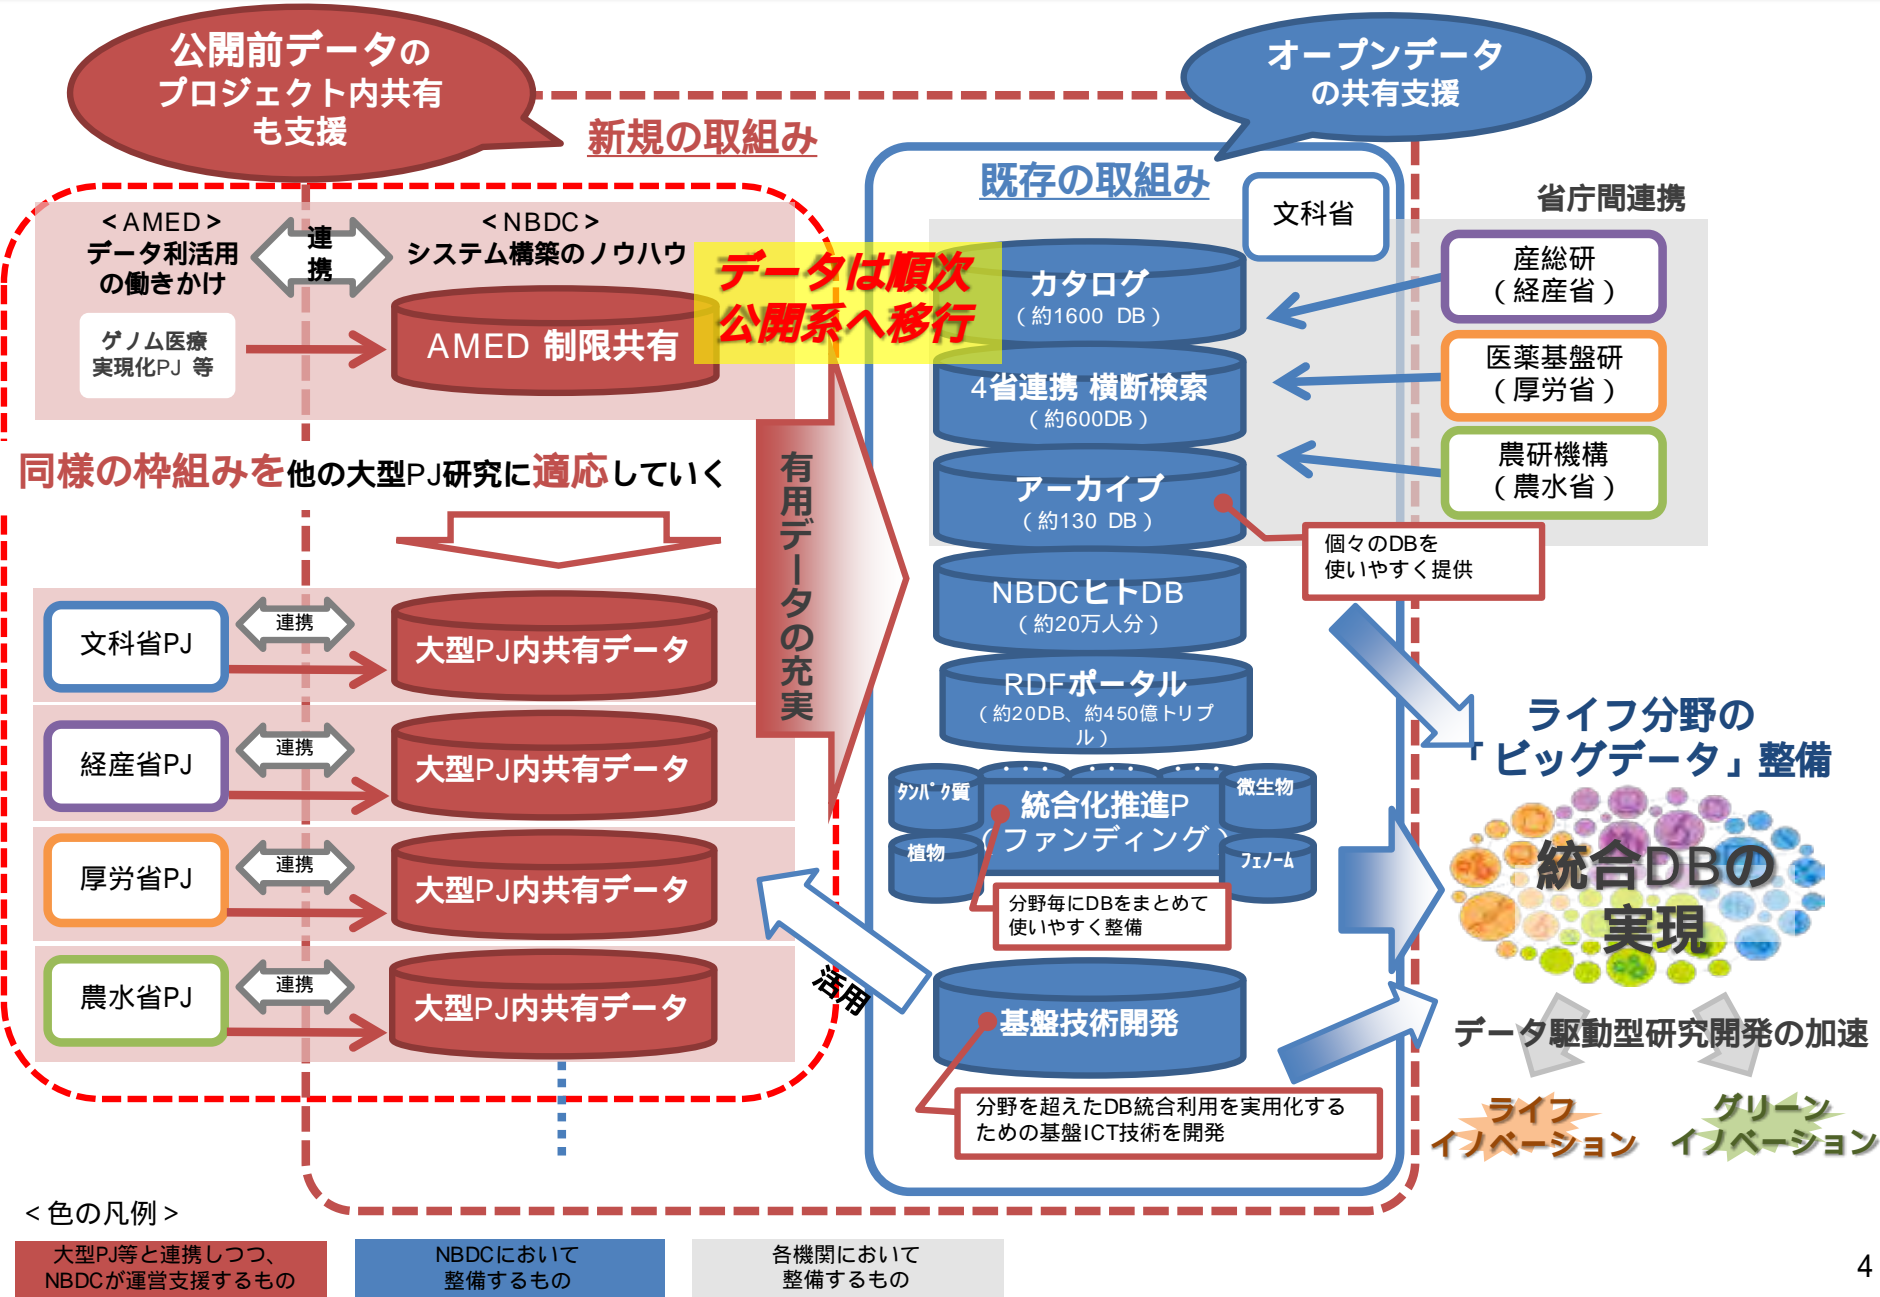 公開前データの
プロジェクト内共有
も支援
オープンデータ
の共有支援
新規の取組み
既存の取組み
文科省
省庁間連携
＜AMED＞
データ利活用
の働きかけ
連
携
＜NBDC＞
システム構築のノウハウ
ゲノム医療
実現化PJ 等
AMED 制限共有
データは順次
公開系へ移行
カタログ
（約1600 DB）
4省連携 横断検索
（約600DB）
アーカイブ
（約130 DB）
NBDCヒトDB
（約20万人分）
RDFポータル
（約20DB、約450億トリプ
ル）
産総研
（経産省）
医薬基盤研
（厚労省）
農研機構
（農水省）
個々のDBを
使いやすく提供
同様の枠組みを他の大型PJ研究に適応していく
有用データの充実
文科省PJ
連携
大型PJ内共有データ
経産省PJ
連携
大型PJ内共有データ
厚労省PJ
連携
大型PJ内共有データ
農水省PJ
連携
大型PJ内共有データ
ﾀﾝﾊﾟｸ質
・・・ ・・・ ・・・
微生物
統合化推進P
（ファンディング）
植物
ﾌｪﾉｰﾑ
分野毎にDBをまとめて
使いやすく整備
活用
基盤技術開発
分野を超えたDB統合利用を実用化する
ための基盤ICT技術を開発
ライフ分野の
「ビッグデータ」整備
統合DBの
実現
データ駆動型研究開発の加速
ライフ
イノベーション
グリーン
イノベーション
＜色の凡例＞
大型PJ等と連携しつつ、
NBDCが運営支援するもの
NBDCにおいて
整備するもの
各機関において
整備するもの
4